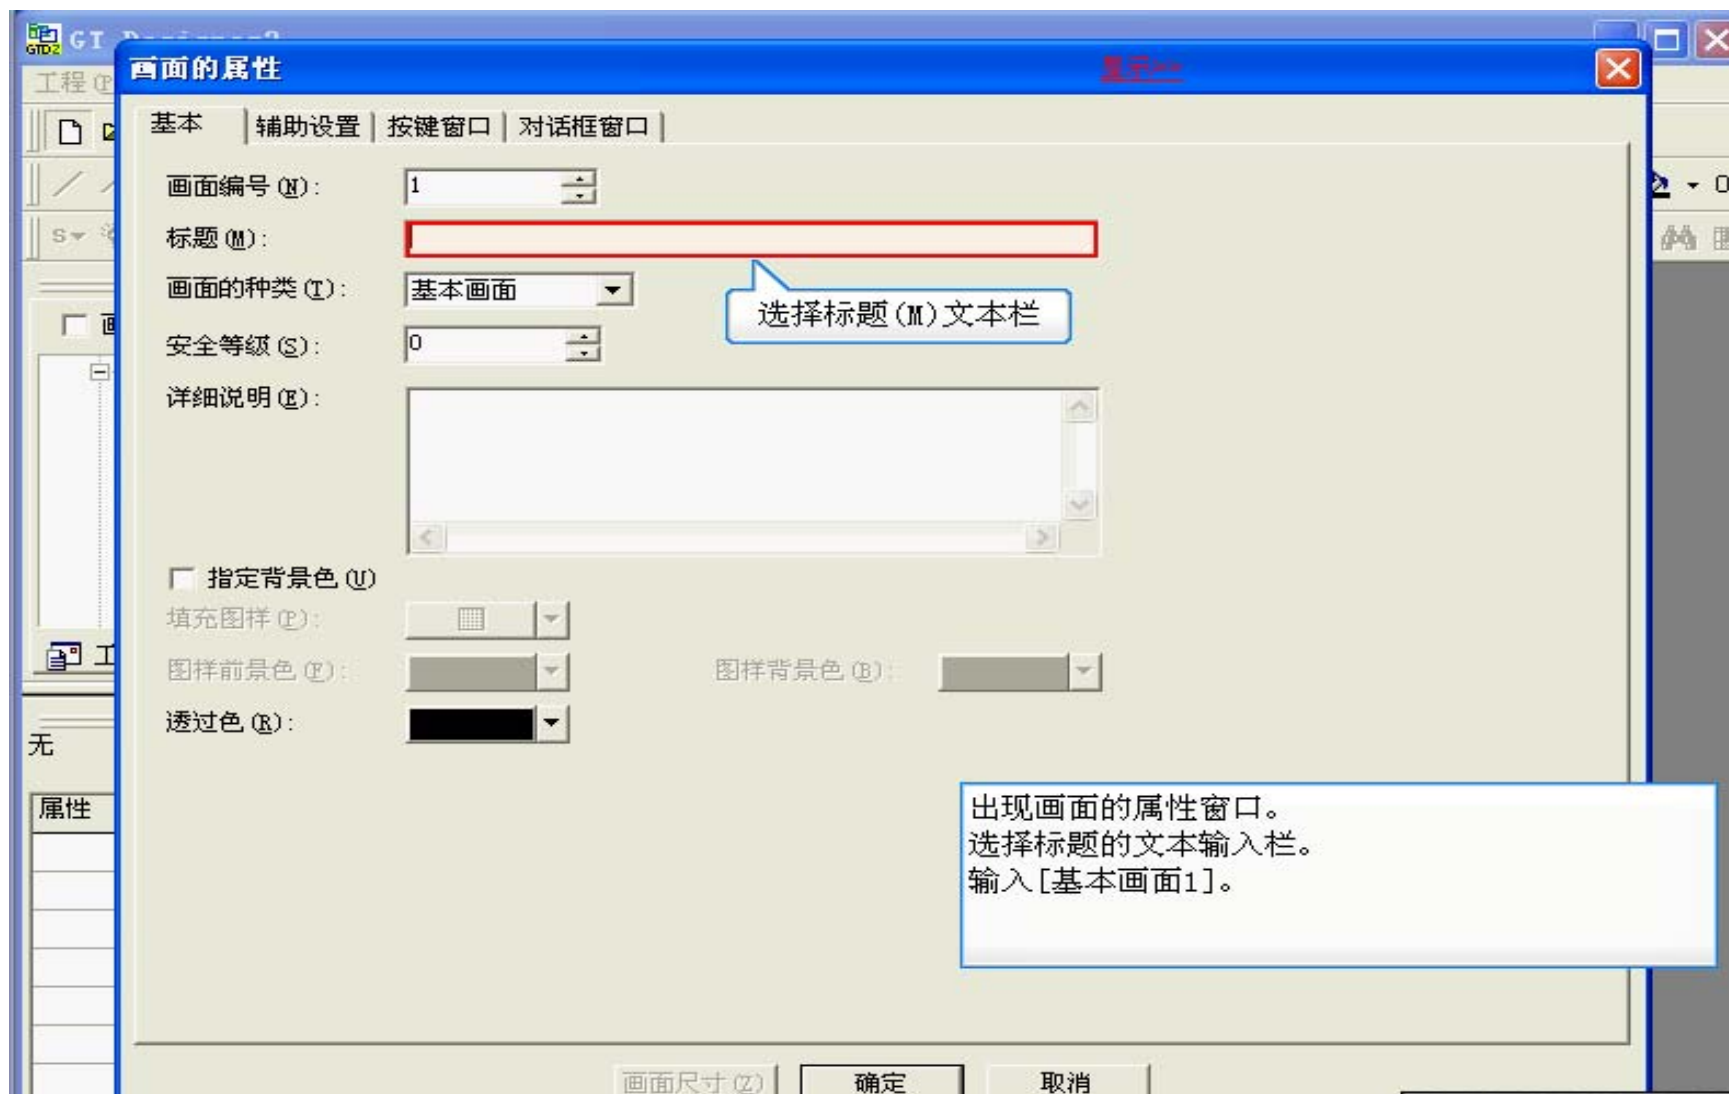 GT Designer2
画面的属性
显示>>
工程(P
基本
辅助设置
按键窗口
对话框窗口
画面编号(N):
1
标题(M):
画面的种类(T):
基本画面
选择标题(M)文本栏
安全等级(S):
0
详细说明(E):
指定背景色(U)
填充图样(P):
图样前景色(F):
图样背景色(B):
透过色(R):
无
属性
出现画面的属性窗口。
选择标题的文本输入栏。
输入[基本画面1]。
画面尺寸(Z)
确定
取消